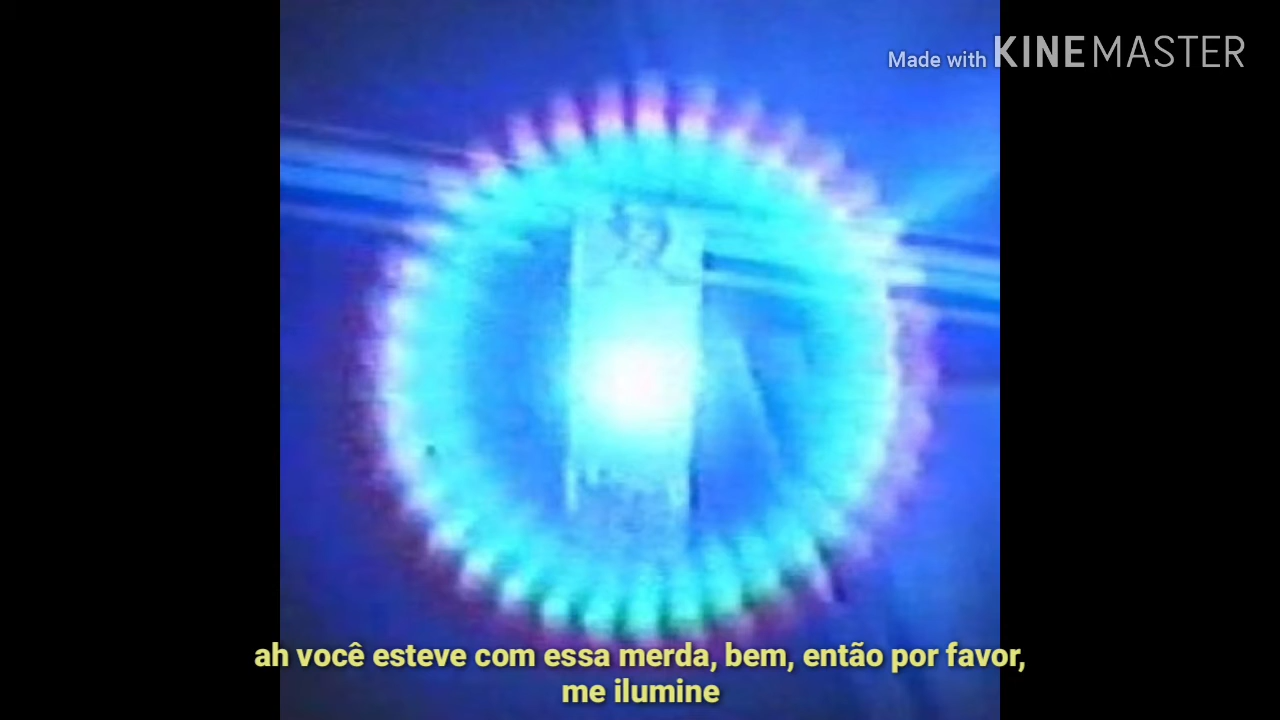 Made with KINEMASTER
ah você esteve com essa merda, bem, então por favor,
me ilumine